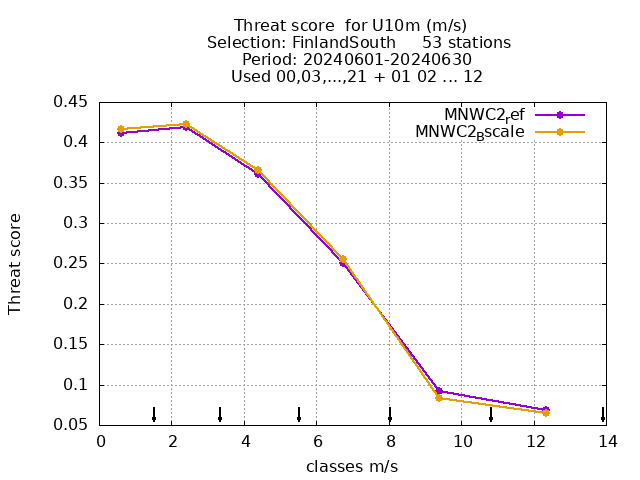 Threat score  for U10m (m/s)
Selection: FinlandSouth     53 stations
Period: 20240601-20240630
Used 00,03,...,21 + 01 02 ... 12
MNWC2ref
MNWC2Bscale
0.45
0.4
0.35
0.3
0.25
0.2
0.15
0.1
0.05
Threat score
0 2 4 6 8 10 12 14
classes m/s